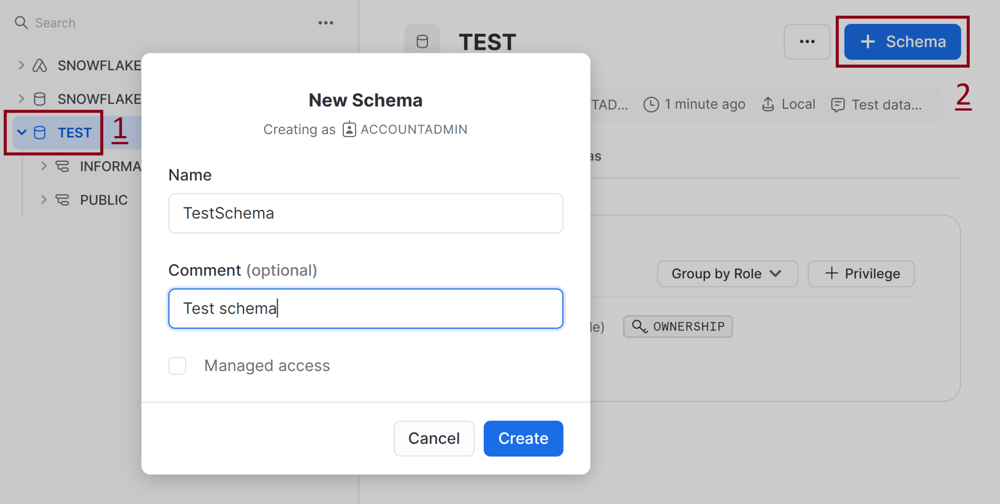 Search
SNOWFLAKE
SNOWFLAKE
TEST
1
INFORMA
PUBLIC
TEST
+ Schema
2
TAD...
1 minute ago
Local
Test data...
as
Group by Role
+ Privilege
le)
OWNERSHIP
New Schema
Creating as ACCOUNTADMIN
Name
TestSchema
Comment (optional)
Test schema
Managed access
Cancel
Create